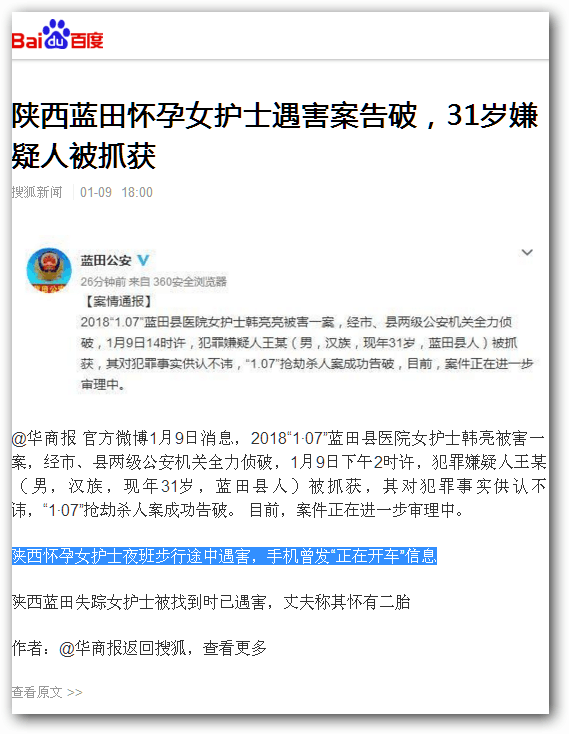 Bai du 百度
陕西蓝田怀孕女护士遇害案告破，31岁嫌
疑人被抓获
搜狐新闻 01-09 18:00
蓝田公安
26分钟前 来自 360安全浏览器
【案情通报】
2018“1.07”蓝田县医院女护士韩亮亮被害一案，经市、县两级公安机关全力侦
破，1月9日14时许，犯罪嫌疑人王某（男，汉族，现年31岁，蓝田县人）被抓
获，其对犯罪事实供认不讳，“1.07”抢劫杀人案成功告破，目前，案件正在进一步
审理中。
@华商报 官方微博1月9日消息，2018“1·07”蓝田县医院女护士韩亮被害一
案，经市、县两级公安机关全力侦破，1月9日下午2时许，犯罪嫌疑人王某
（男，汉族，现年31岁，蓝田县人）被抓获，其对犯罪事实供认不
讳，“1·07”抢劫杀人案成功告破。 目前，案件正在进一步审理中。
陕西怀孕女护士夜班步行途中遇害，手机曾发“正在开车”信息
陕西蓝田失踪女护士被找到时已遇害，丈夫称其怀有二胎
作者：@华商报返回搜狐，查看更多
查看原文 >>